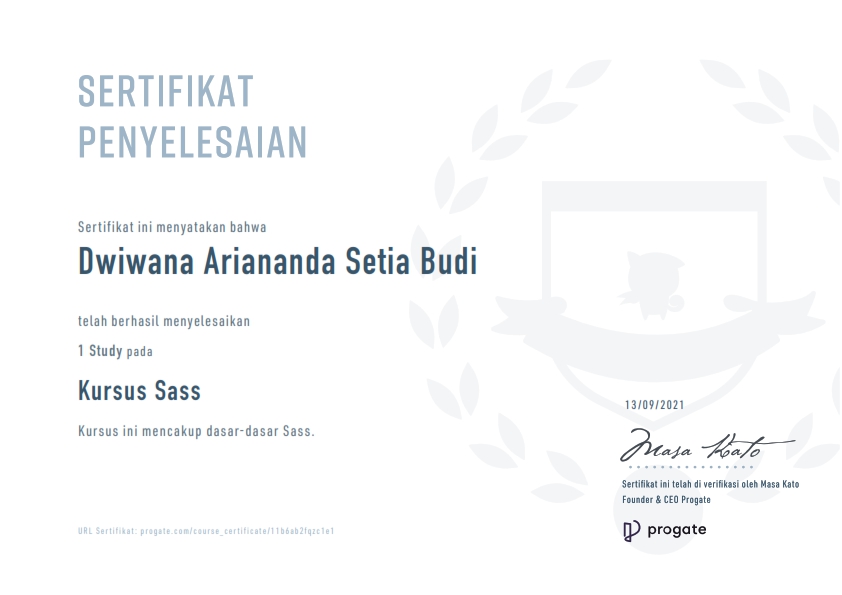 SERTIFIKAT
PENYELESAIAN
Sertifikat ini menyatakan bahwa
Dwiwana Ariananda Setia Budi
telah berhasil menyelesaikan
1 Study pada
Kursus Sass
Kursus ini mencakup dasar-dasar Sass.
13/09/2021
Masa Kato
Sertifikat ini telah di verifikasi oleh Masa Kato
Founder & CEO Progate
URL Sertifikat: progate.com/course_certificate/11b6ab2fqzc1e1
progate